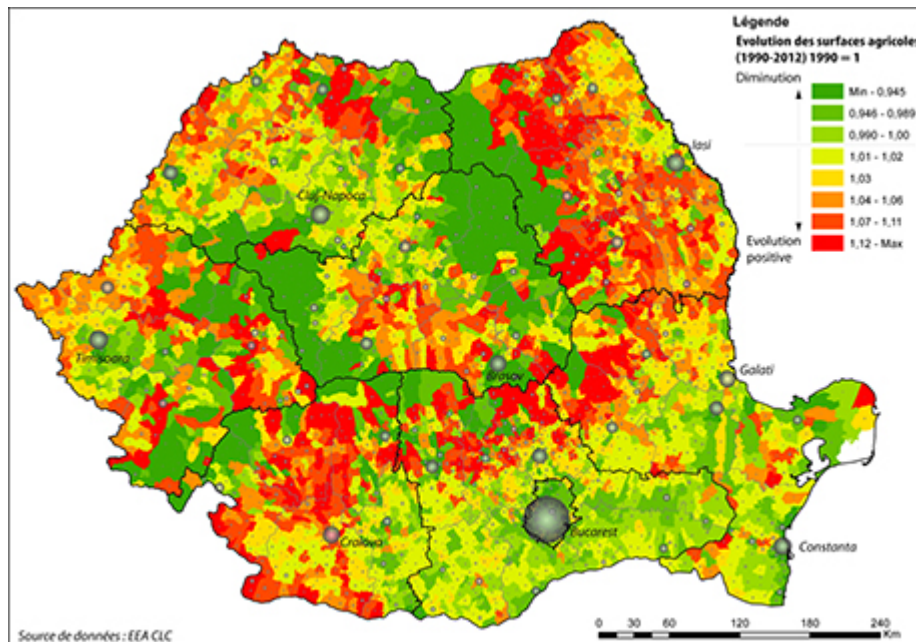 Légende
Evolution des surfaces agricoles
(1990-2012) 1990 = 1
Diminution
Min - 0,945
0,946 - 0,989
0,990 - 1,00
1,01 - 1,02
1,03
1,04 - 1,06
1,07 - 1,11
1,12 - Max
Evolution
positive
Iasi
Cluj-Napoca
Timisoara
Brasov
Galati
Craiova
Bucarest
Constanta
Source de données : EEA CLC
0 30 60 120 180 240
Km